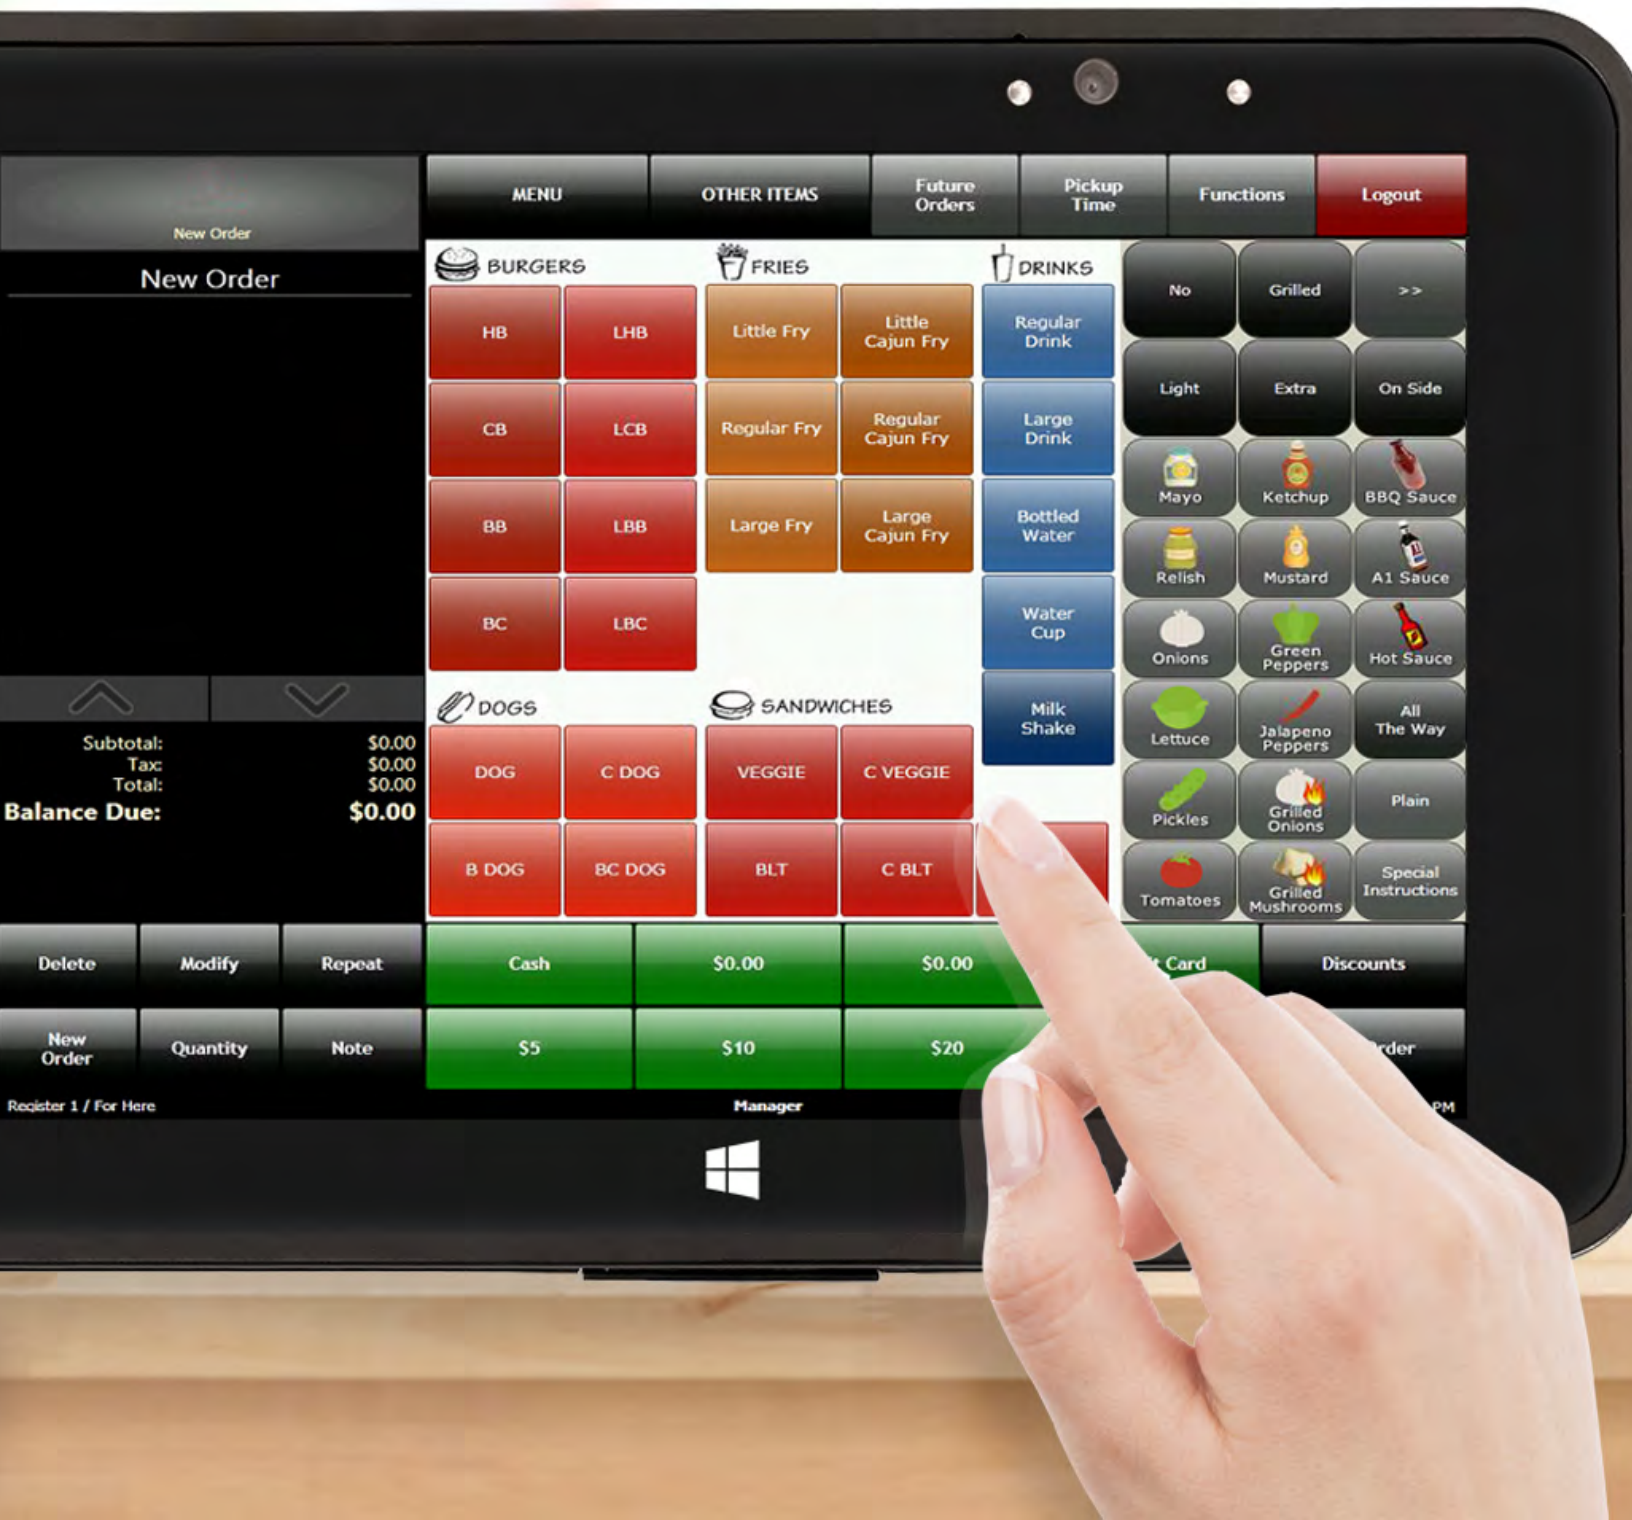 MENU
OTHER ITEMS
Future
Orders
Pickup
Time
Functions
Logout
New Order
New Order
Subtotal: $0.00
Tax: $0.00
Total: $0.00
Balance Due: $0.00
BURGERS
HB
LHB
CB
LCB
BB
LBB
BC
LBC
FRIES
Little Fry
Little
Cajun Fry
Regular Fry
Regular
Cajun Fry
Large Fry
Large
Cajun Fry
DRINKS
Regular
Drink
Large
Drink
Bottled
Water
Water
Cup
Milk
Shake
DOGS
DOG
C DOG
B DOG
BC DOG
SANDWICHES
VEGGIE
C VEGGIE
BLT
C BLT
No
Grilled
>>
Light
Extra
On Side
Mayo
Ketchup
BBQ Sauce
Relish
Mustard
A1 Sauce
Onions
Green
Peppers
Hot Sauce
Lettuce
Jalapeno
Peppers
All
The Way
Pickles
Grilled
Onions
Plain
Tomatoes
Grilled
Mushrooms
Special
Instructions
Delete
Modify
Repeat
Cash
$0.00
$0.00
Card
Discounts
New
Order
Quantity
Note
$5
$10
$20
Register 1 / For Here
Manager
PM